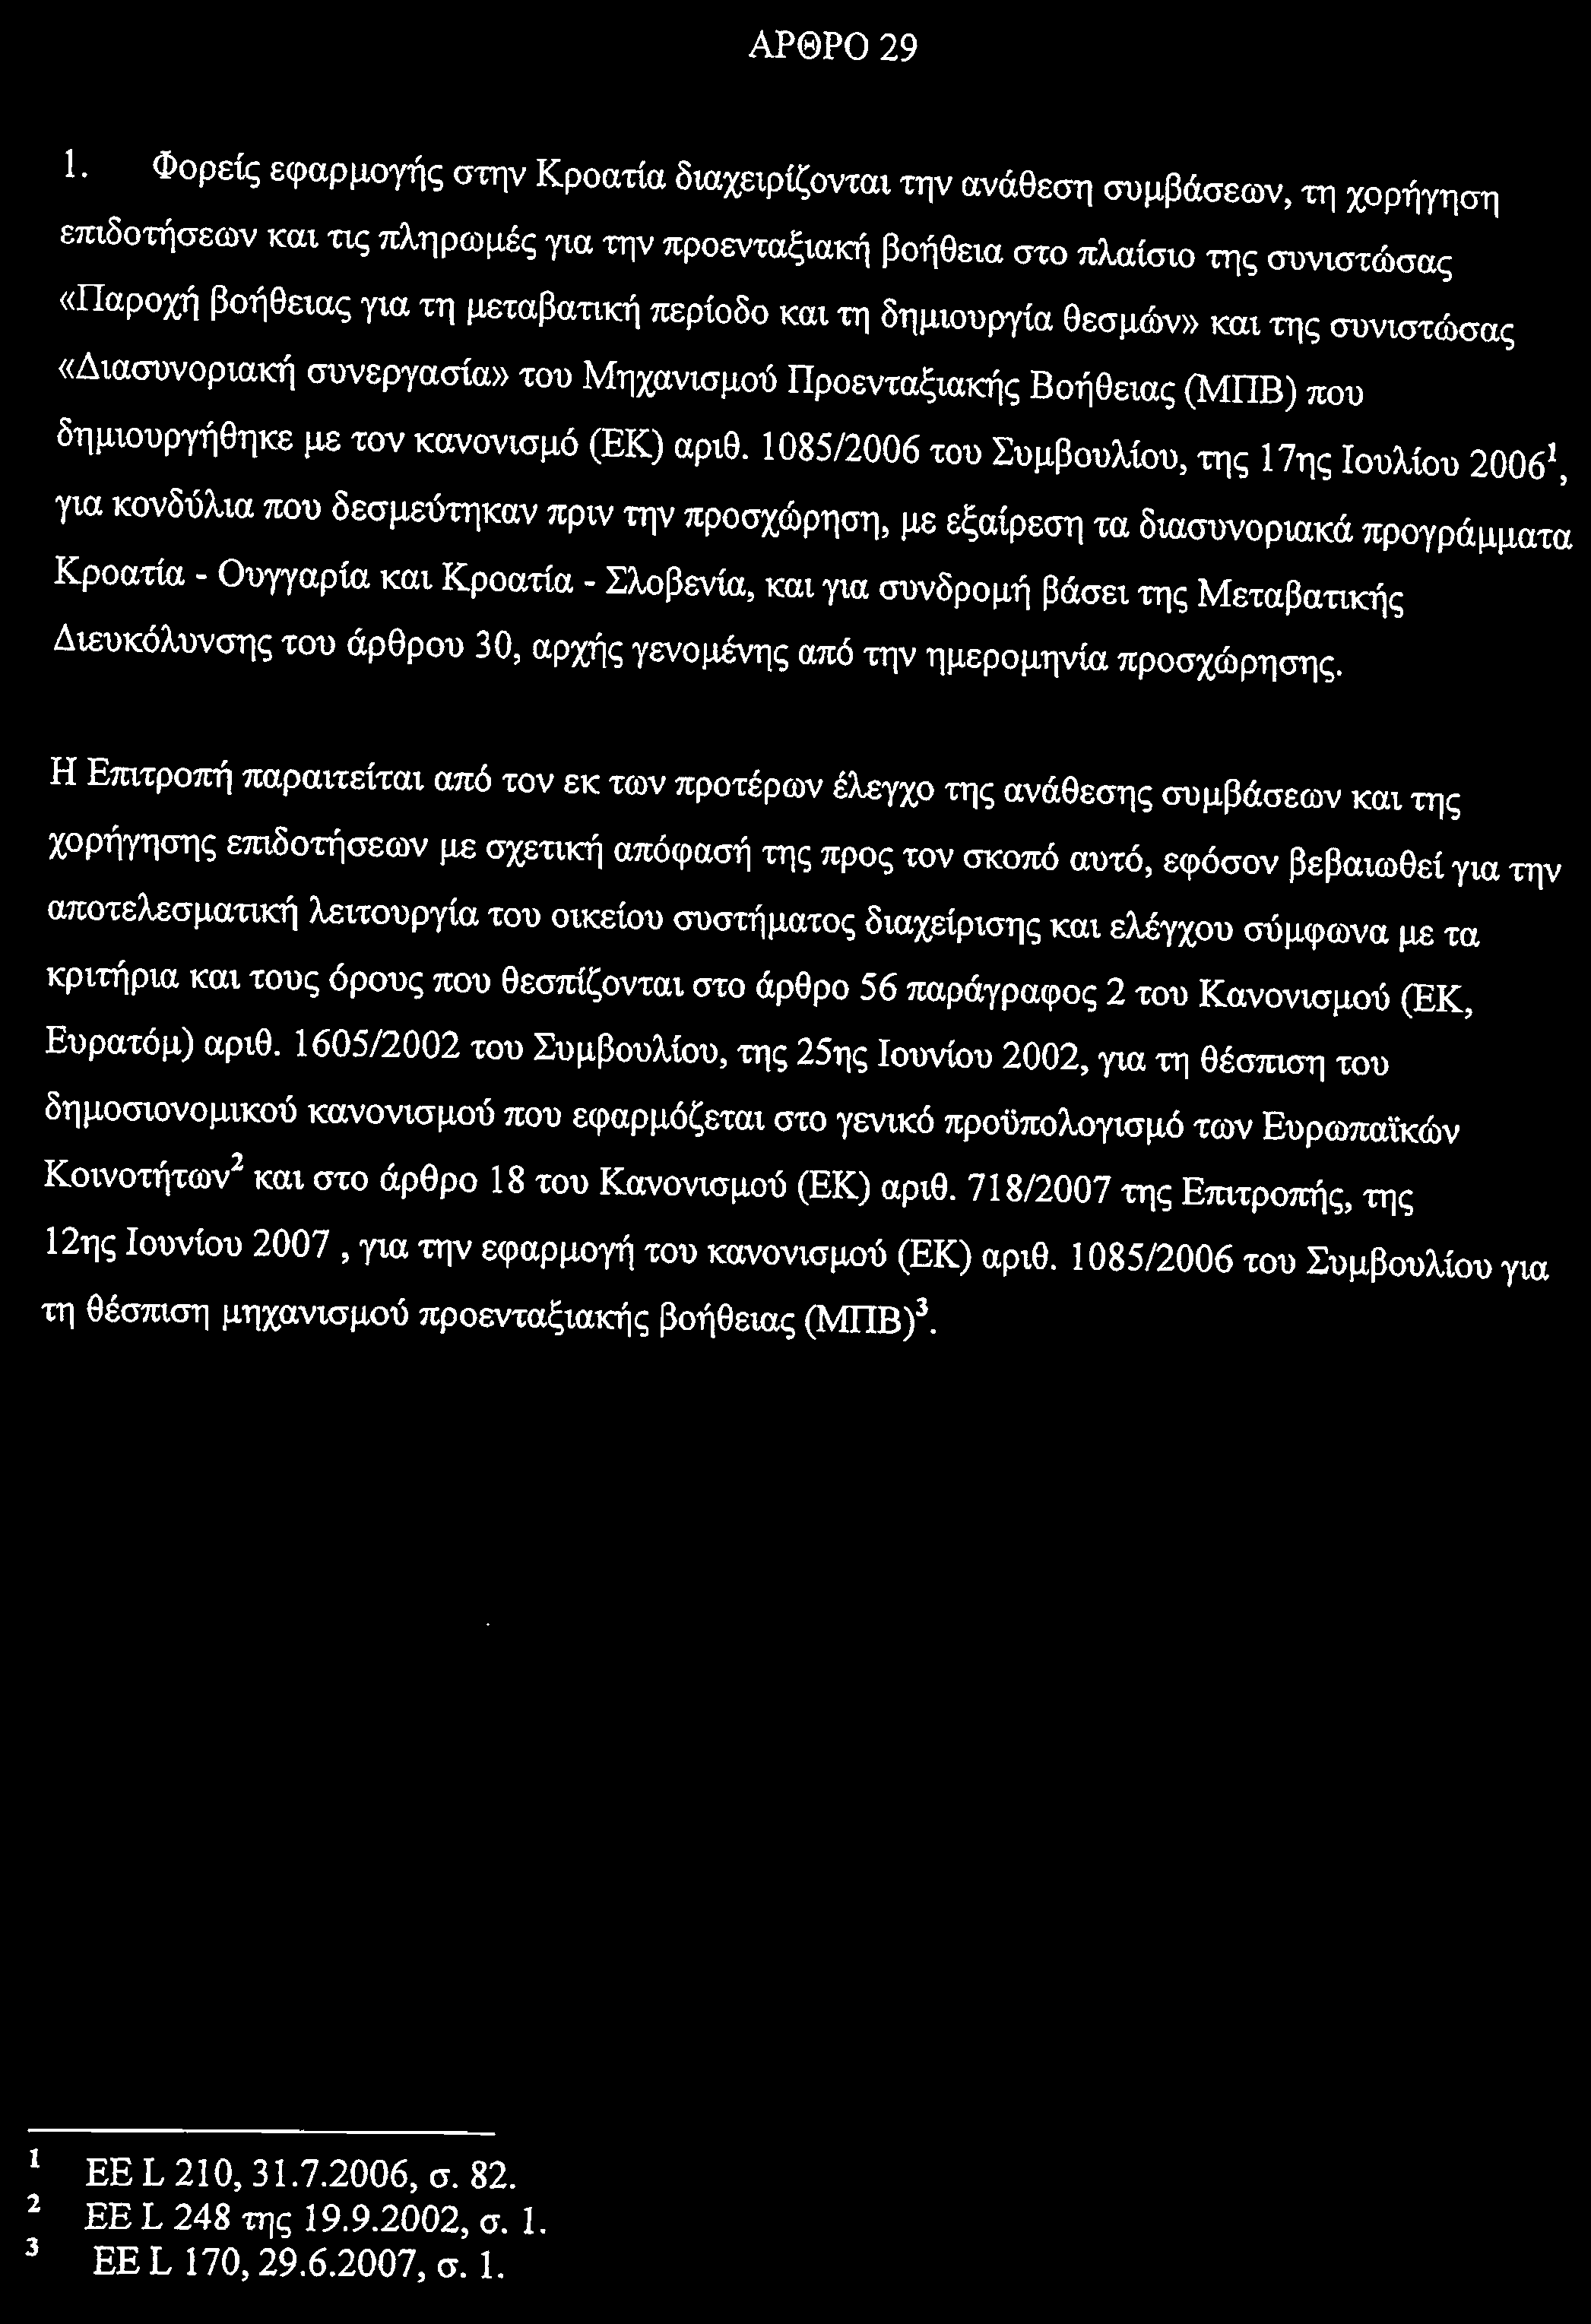 ΑΡΘΡΟ 29
1. Φορείς εφαρμογής στην Κροατία διαχειρίζονται την ανάθεση συμβάσεων, τη χορήγηση
επιδοτήσεων και τις πληρωμές για την προενταξιακή βοήθεια στο πλαίσιο της συνιστώσας
«Παροχή βοήθειας για τη μεταβατική περίοδο και τη δημιουργία θεσμών» και της συνιστώσας
«Διασυνοριακή συνεργασία» του Μηχανισμού Προενταξιακής Βοήθειας (ΜΠΒ) που
δημιουργήθηκε με τον κανονισμό (ΕΚ) αριθ. 1085/2006 του Συμβουλίου, της 17ης Ιουλίου 2006¹,
για κονδύλια που δεσμεύτηκαν πριν την προσχώρηση, με εξαίρεση τα διασυνοριακά προγράμματα
Κροατία - Ουγγαρία και Κροατία - Σλοβενία, και για συνδρομή βάσει της Μεταβατικής
Διευκόλυνσης του άρθρου 30, αρχής γενομένης από την ημερομηνία προσχώρησης.
Η Επιτροπή παραιτείται από τον εκ των προτέρων έλεγχο της ανάθεσης συμβάσεων και της
χορήγησης επιδοτήσεων με σχετική απόφασή της προς τον σκοπό αυτό, εφόσον βεβαιωθεί για την
αποτελεσματική λειτουργία του οικείου συστήματος διαχείρισης και ελέγχου σύμφωνα με τα
κριτήρια και τους όρους που θεσπίζονται στο άρθρο 56 παράγραφος 2 του Κανονισμού (ΕΚ,
Ευρατόμ) αριθ. 1605/2002 του Συμβουλίου, της 25ης Ιουνίου 2002, για τη θέσπιση του
δημοσιονομικού κανονισμού που εφαρμόζεται στο γενικό προϋπολογισμό των Ευρωπαϊκών
Κοινοτήτων² και στο άρθρο 18 του Κανονισμού (ΕΚ) αριθ. 718/2007 της Επιτροπής, της
12ης Ιουνίου 2007 , για την εφαρμογή του κανονισμού (ΕΚ) αριθ. 1085/2006 του Συμβουλίου για
τη θέσπιση μηχανισμού προενταξιακής βοήθειας (ΜΠΒ)³.
¹ ΕΕ L 210, 31.7.2006, σ. 82.
² ΕΕ L 248 της 19.9.2002, σ. 1.
³ ΕΕ L 170, 29.6.2007, σ. 1.